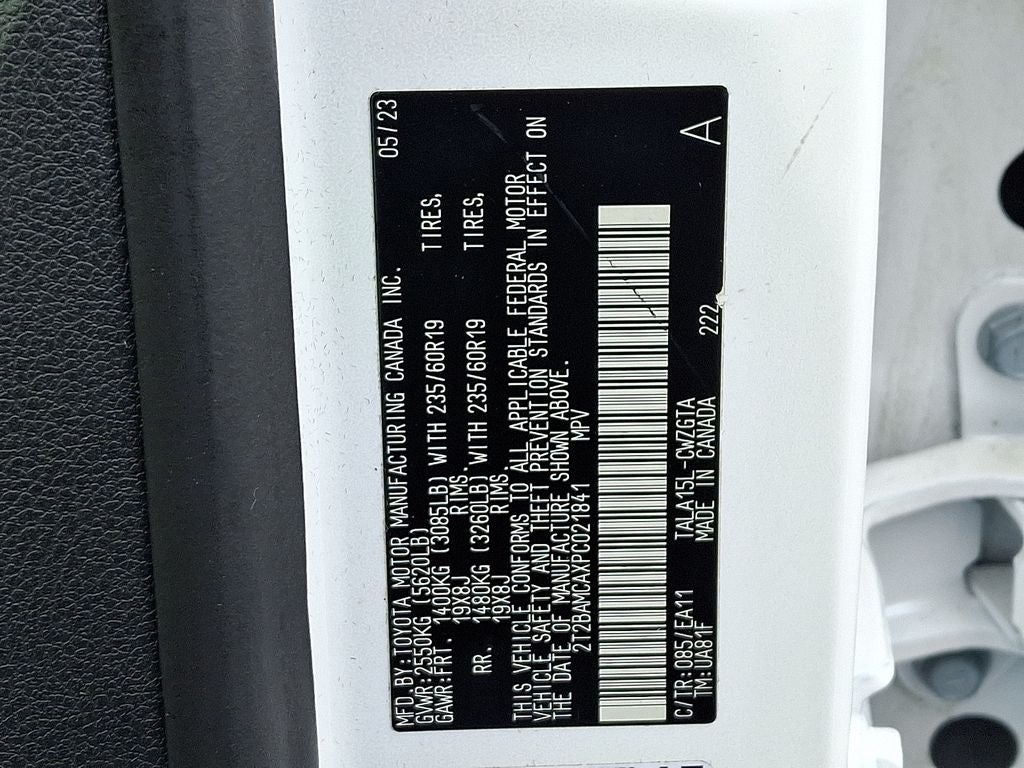 MFD.BY:TOYOTA MOTOR MANUFACTURING CANADA INC. 05/23
GVWR:2550KG (5620LB)
GAWR:FRT. 1400KG (3085LB) WITH 235/60R19 TIRES,
19X8J RIMS.
RR. 1480KG (3260LB) WITH 235/60R19 TIRES,
19X8J RIMS.
THIS VEHICLE CONFORMS TO ALL APPLICABLE FEDERAL MOTOR
VEHICLE SAFETY AND THEFT PREVENTION STANDARDS IN EFFECT ON
THE DATE OF MANUFACTURE SHOWN ABOVE.
2T2BAMCAXPC021841 MPV
C/TR:085/EA11 TALA15L-CWZGTA
TM:UA81F MADE IN CANADA 222 A